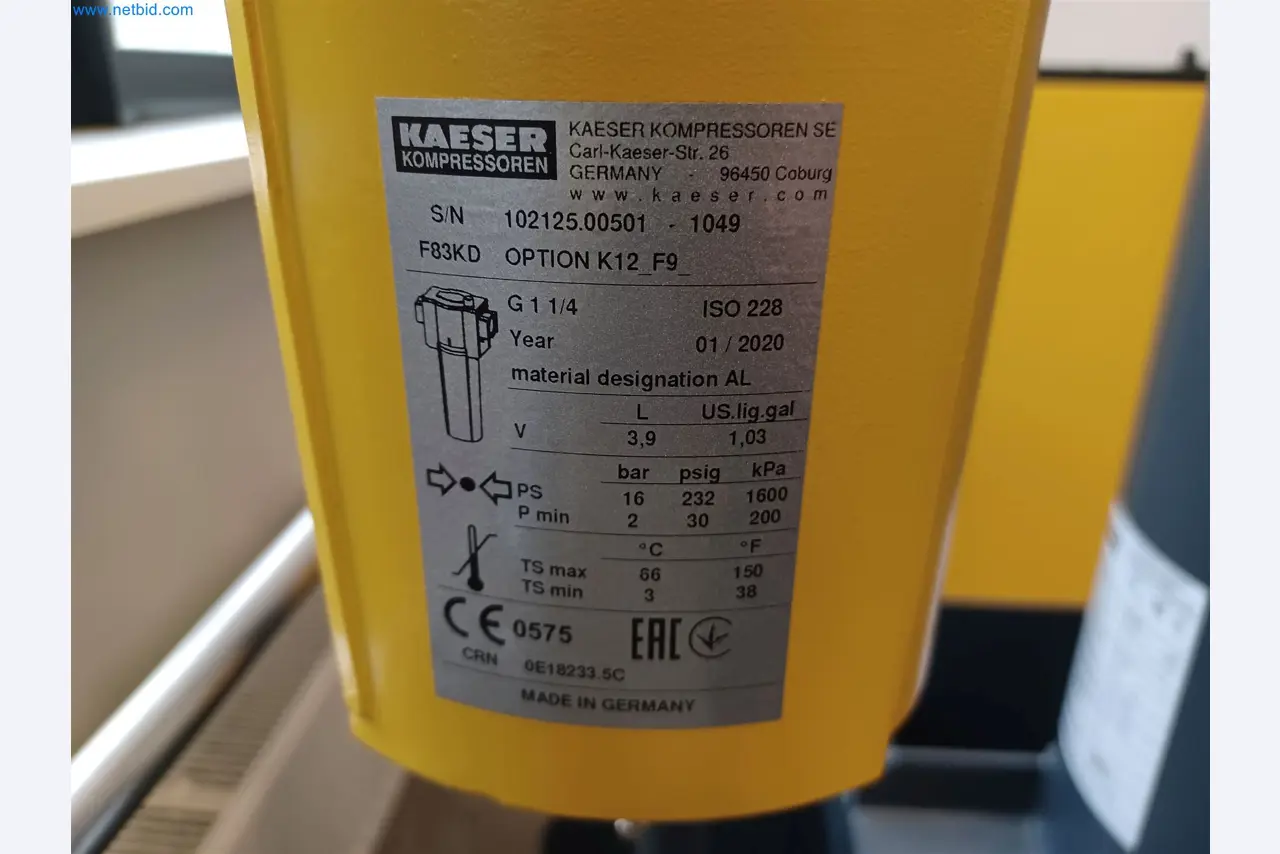 www.netbid.com
KAESER
KOMPRESSOREN
KAESER KOMPRESSOREN SE
Carl-Kaeser-Str. 26
GERMANY - 96450 Coburg
www.kaeser.com
S/N 102125.00501 - 1049
F83KD OPTION K12_F9_
G 1 1/4 ISO 228
Year 01 / 2020
material designation AL
L US.lig.gal
V 3,9 1,03
bar psig kPa
PS 16 232 1600
P min 2 30 200
°C °F
TS max 66 150
TS min 3 38
CE 0575 EAC
CRN 0E18233.5C
MADE IN GERMANY